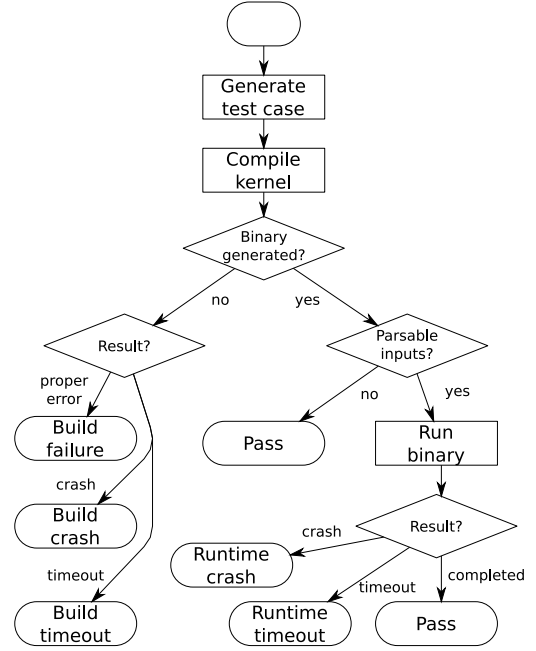 Generate
test case
Compile
kernel
Binary
generated?
no
yes
Result?
Parsable
inputs?
proper
error
no
yes
Build
failure
Pass
Run
binary
crash
Build
crash
Result?
crash
Runtime
crash
timeout
timeout
completed
Build
timeout
Runtime
timeout
Pass